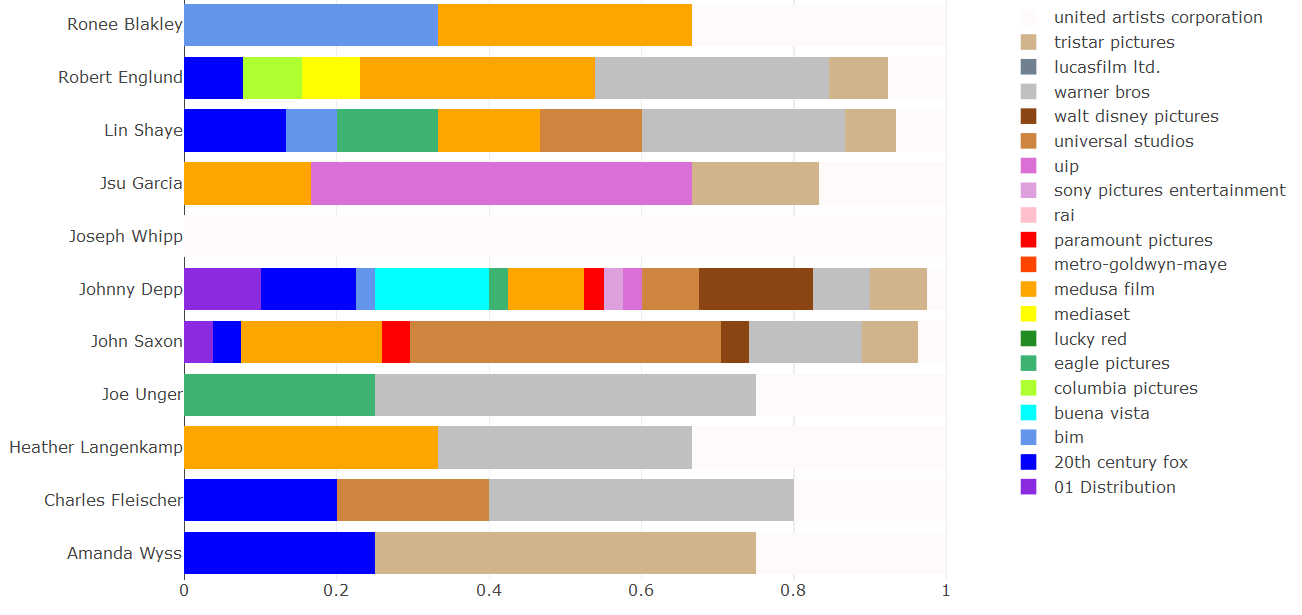 Ronee Blakley
Robert Englund
Lin Shaye
Jsu Garcia
Joseph Whipp
Johnny Depp
John Saxon
Joe Unger
Heather Langenkamp
Charles Fleischer
Amanda Wyss
0 0.2 0.4 0.6 0.8 1
united artists corporation
tristar pictures
lucasfilm ltd.
warner bros
walt disney pictures
universal studios
uip
sony pictures entertainment
rai
paramount pictures
metro-goldwyn-maye
medusa film
mediaset
lucky red
eagle pictures
columbia pictures
buena vista
bim
20th century fox
01 Distribution